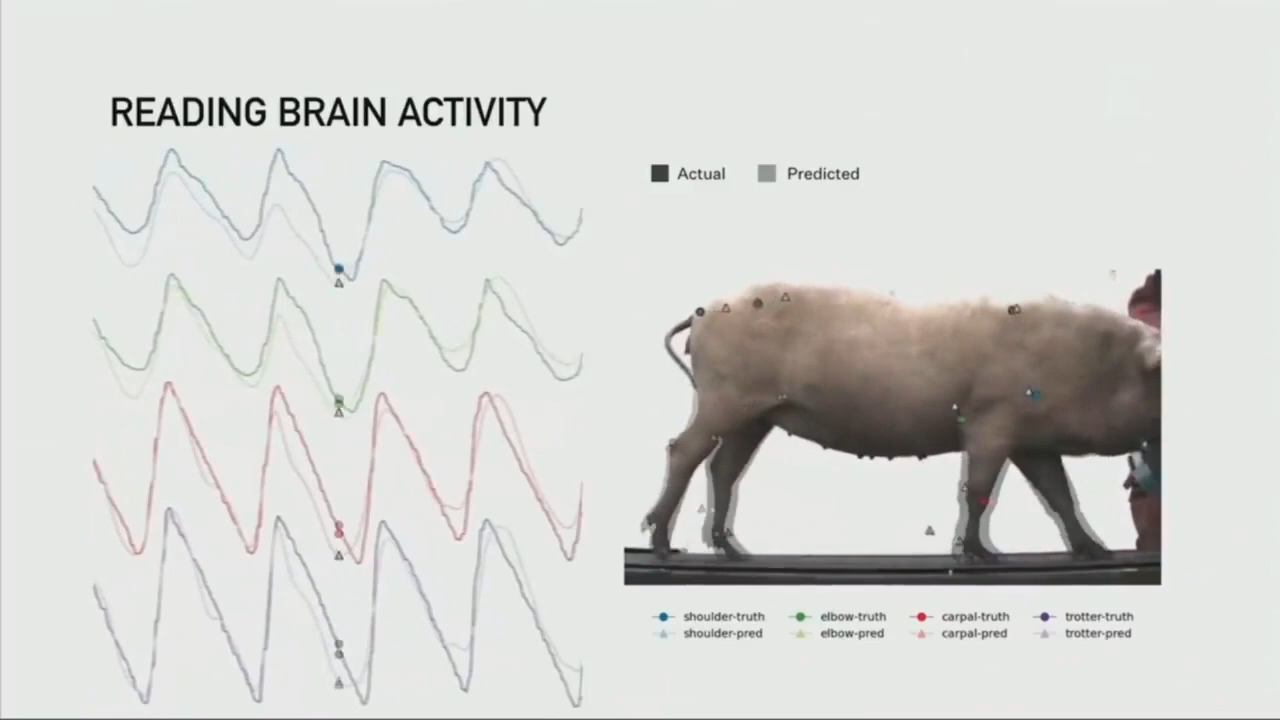 READING BRAIN ACTIVITY
Actual Predicted
shoulder-truth elbow-truth carpal-truth trotter-truth
shoulder-pred elbow-pred carpal-pred trotter-pred